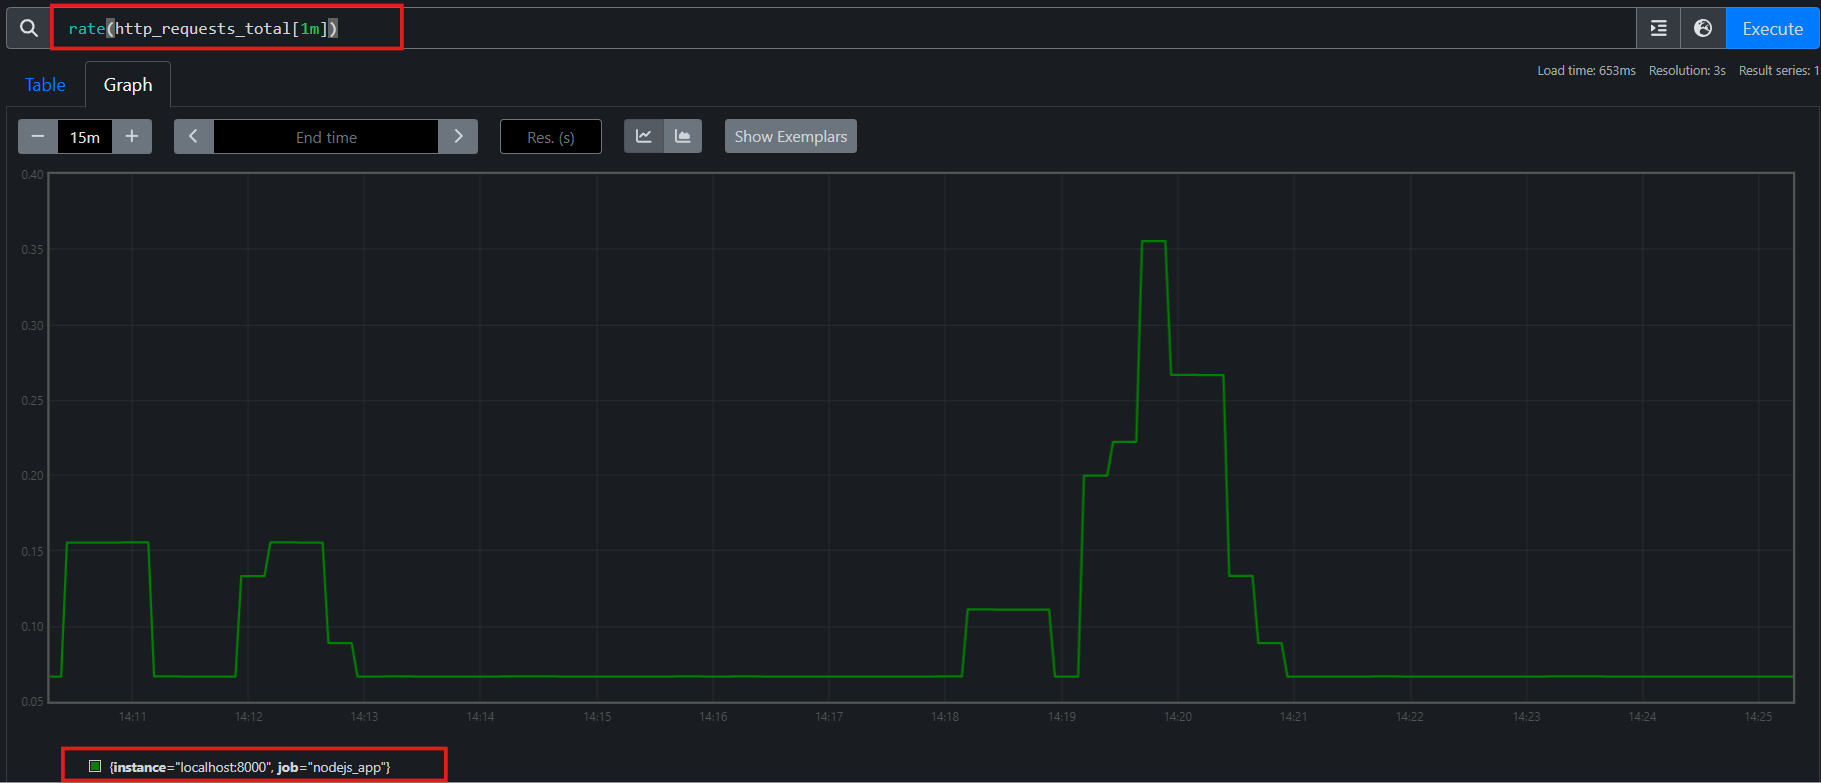 rate(http_requests_total[1m])
Execute
Table
Graph
Load time: 653ms Resolution: 3s Result series: 1
15m
End time
Res. (s)
Show Exemplars
0.40
0.35
0.30
0.25
0.20
0.15
0.10
0.05
14:11 14:12 14:13 14:14 14:15 14:16 14:17 14:18 14:19 14:20 14:21 14:22 14:23 14:24 14:25
{instance="localhost:8000", job="nodejs_app"}